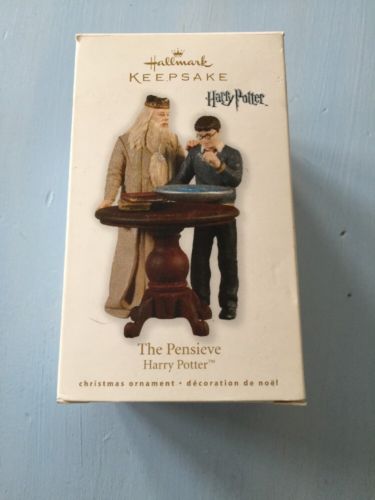 Hallmark
KEEPSAKE
Harry Potter
The Pensieve
Harry Potter™
christmas ornament • décoration de noël